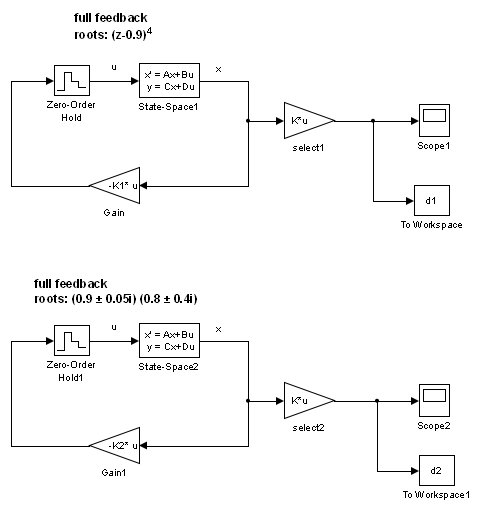 full feedback
roots: (z-0.9)^4
u
x
x' = Ax+Bu
y = Cx+Du
Zero-Order
Hold
State-Space1
K*u
select1
Scope1
-K1* u
Gain
d1
To Workspace
full feedback
roots: (0.9 ± 0.05i) (0.8 ± 0.4i)
u
x
x' = Ax+Bu
y = Cx+Du
Zero-Order
Hold1
State-Space2
K*u
select2
Scope2
-K2* u
Gain1
d2
To Workspace1